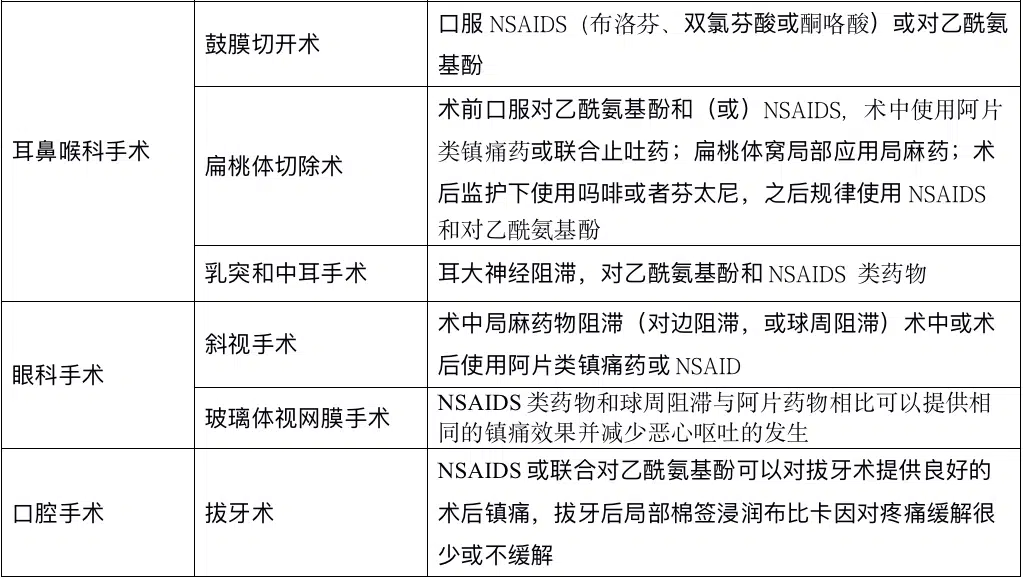 耳鼻喉科手术
鼓膜切开术
口服 NSAIDS（布洛芬、双氯芬酸或酮咯酸）或对乙酰氨
基酚
扁桃体切除术
术前口服对乙酰氨基酚和（或）NSAIDS, 术中使用阿片
类镇痛药或联合止吐药；扁桃体窝局部应用局麻药；术
后监护下使用吗啡或者芬太尼，之后规律使用 NSAIDS
和对乙酰氨基酚
乳突和中耳手术
耳大神经阻滞，对乙酰氨基酚和 NSAIDS 类药物
眼科手术
斜视手术
术中局麻药物阻滞（对边阻滞，或球周阻滞）术中或术
后使用阿片类镇痛药或 NSAID
玻璃体视网膜手术
NSAIDS 类药物和球周阻滞与阿片药物相比可以提供相
同的镇痛效果并减少恶心呕吐的发生
口腔手术
拔牙术
NSAIDS 或联合对乙酰氨基酚可以对拔牙术提供良好的
术后镇痛，拔牙后局部棉签浸润布比卡因对疼痛缓解很
少或不缓解